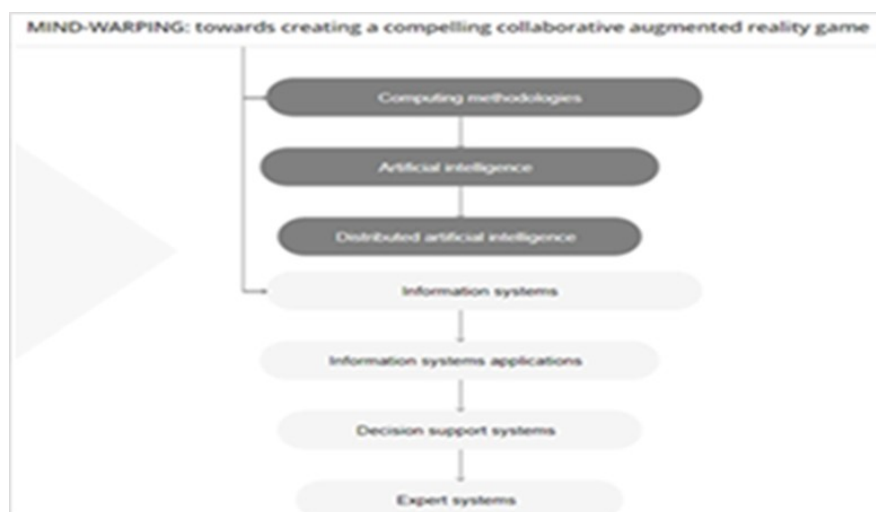 MIND-WARPING: towards creating a compelling collaborative augmented reality game
Computing methodologies
Artificial intelligence
Distributed artificial intelligence
Information systems
Information systems applications
Decision support systems
Expert systems